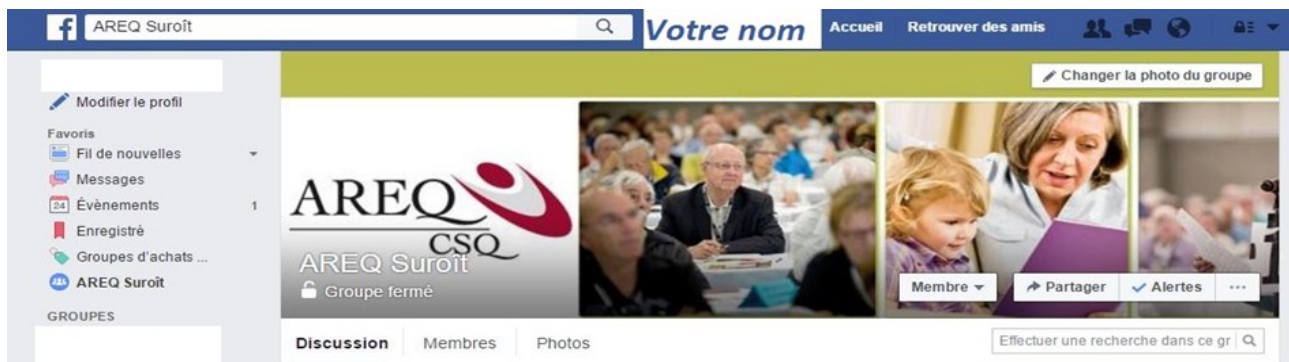 AREQ Suroît
Votre nom
Accueil
Retrouver des amis
Changer la photo du groupe
Modifier le profil
Favoris
Fil de nouvelles
Messages
24 Évènements 1
Enregistré
Groupes d'achats ...
AREQ Suroît
GROUPES
AREQ
CSQ
AREQ Suroît
Groupe fermé
Membre
Partager
Alertes
...
Discussion
Membres
Photos
Effectuer une recherche dans ce gr